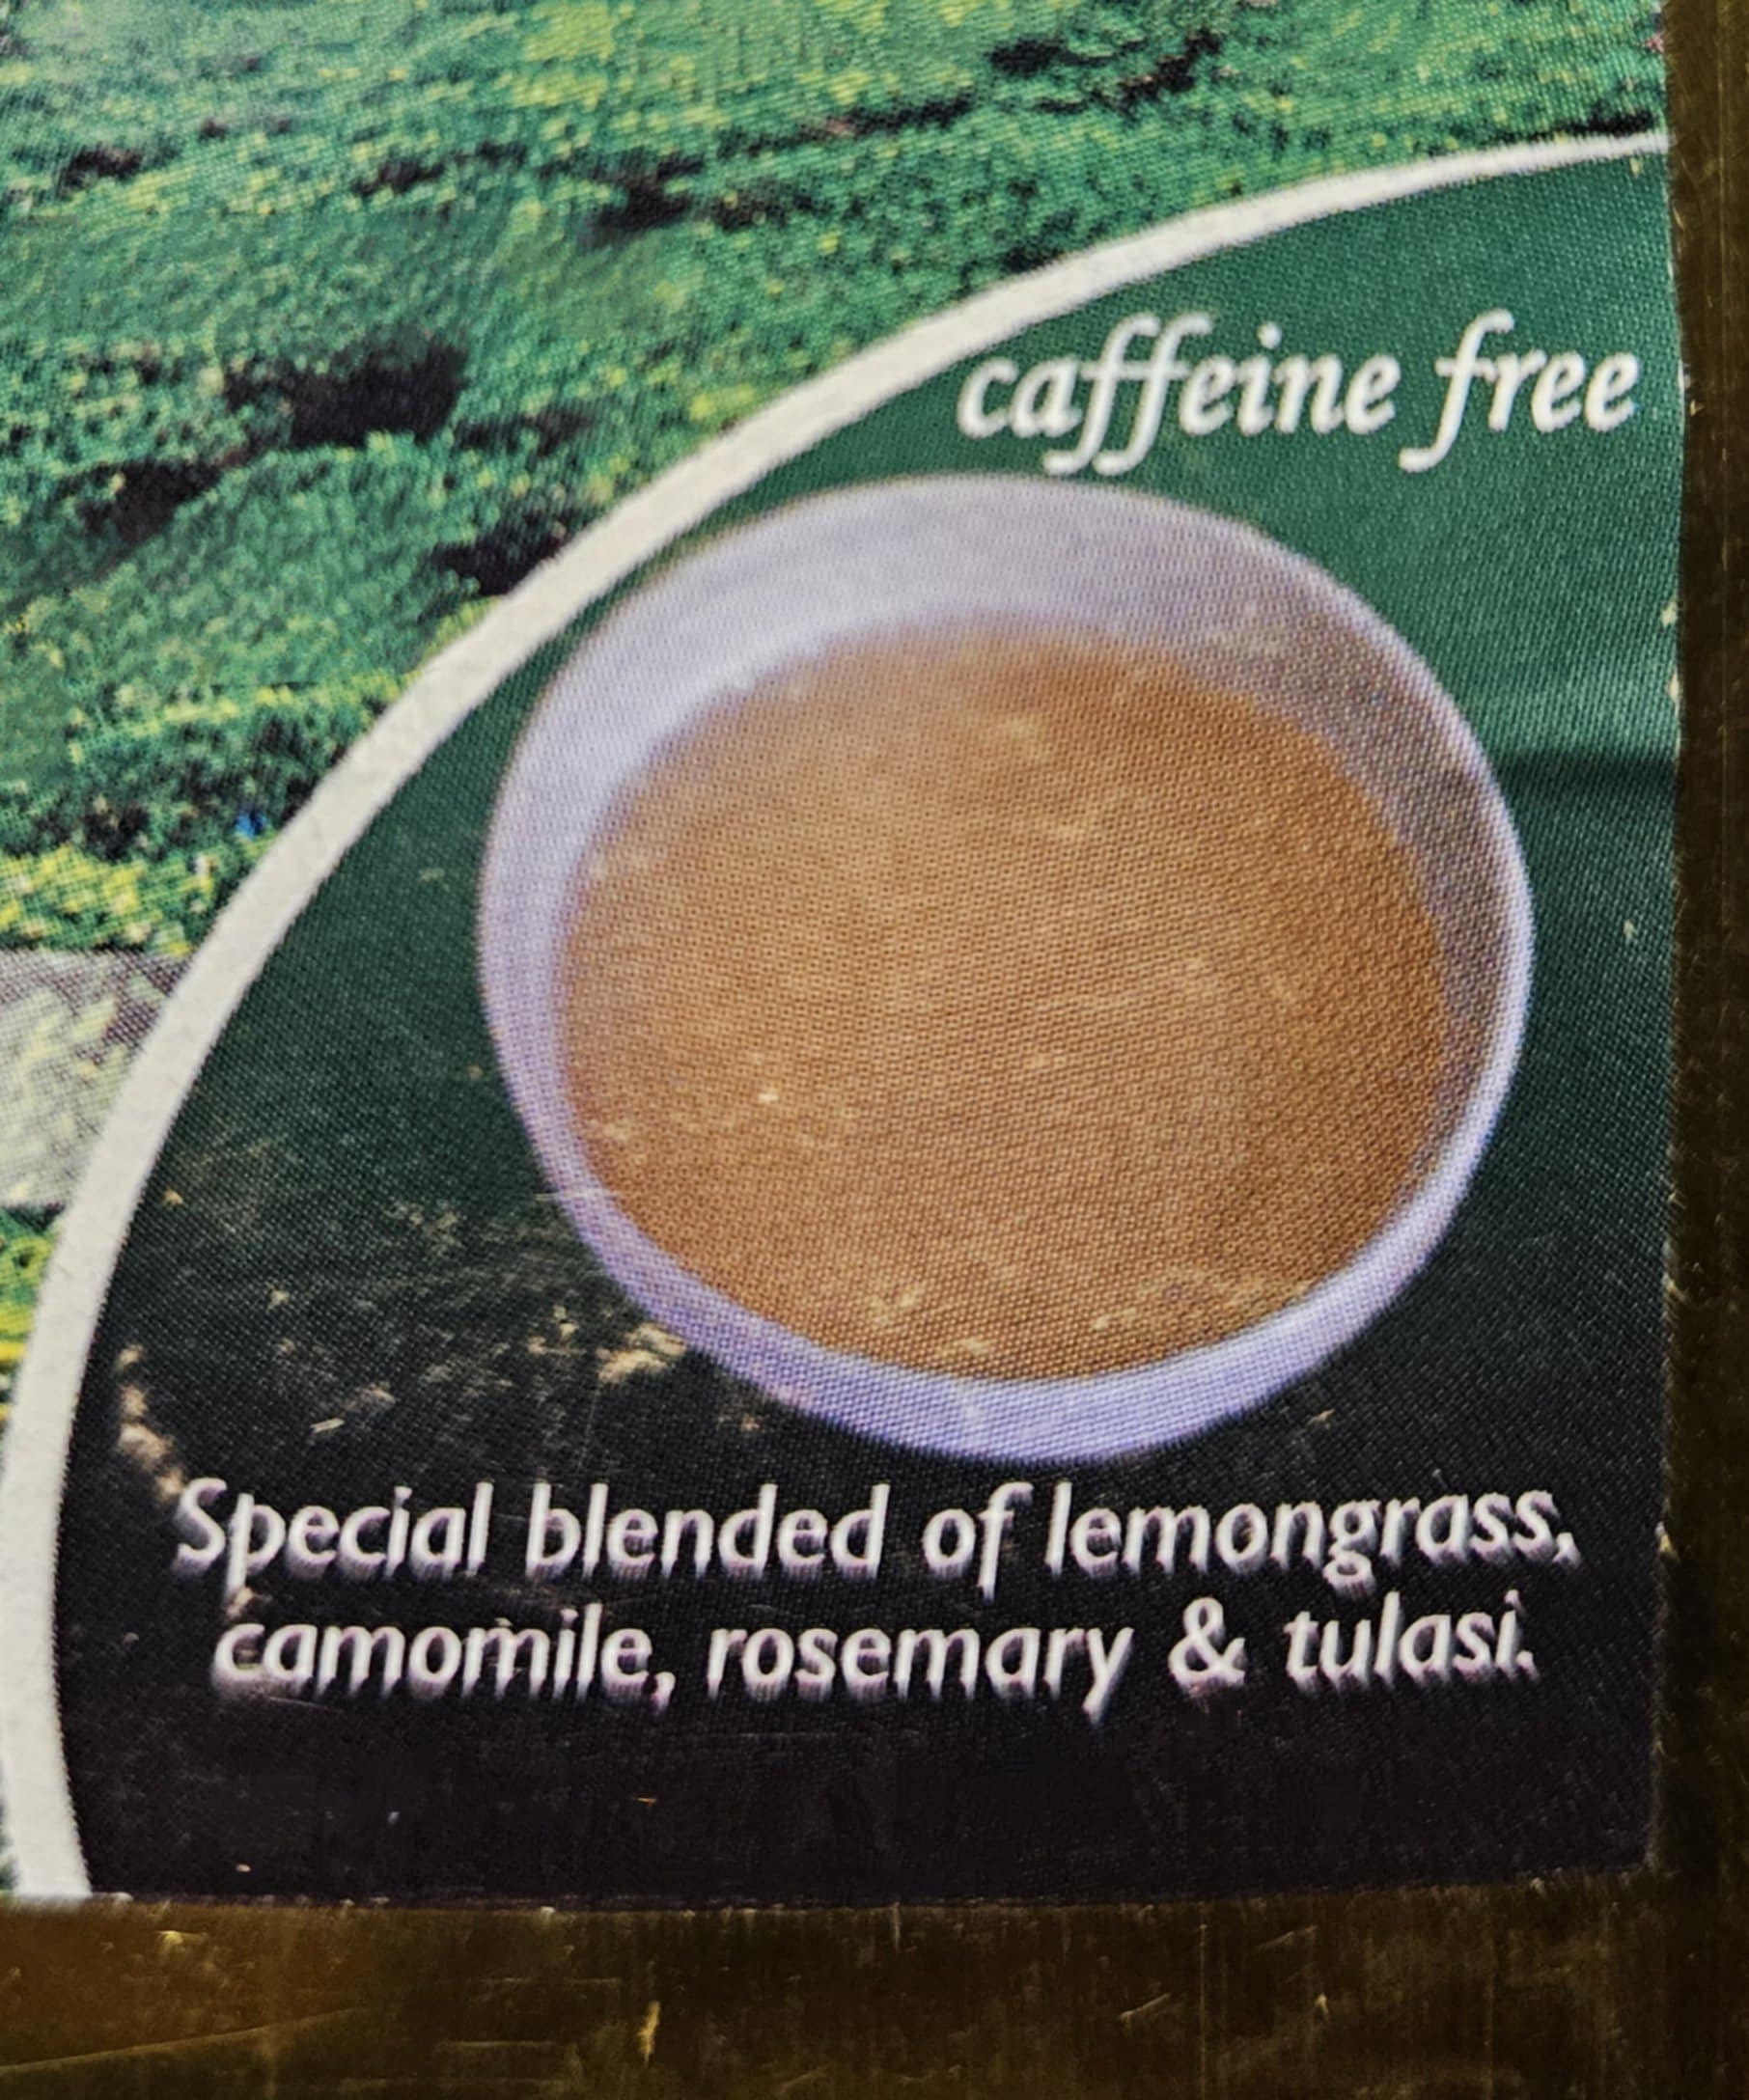 caffeine free
Special blended of lemongrass,
camomile, rosemary & tulasi.